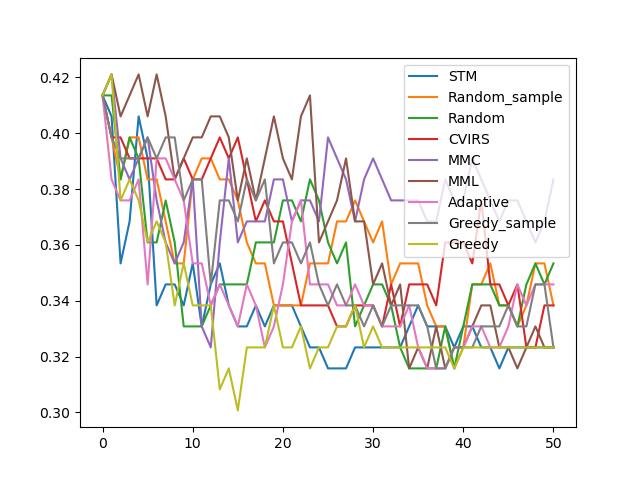 0.42
0.40
0.38
0.36
0.34
0.32
0.30
0
10
20
30
40
50
STM
Random_sample
Random
CVIRS
MMC
MML
Adaptive
Greedy_sample
Greedy